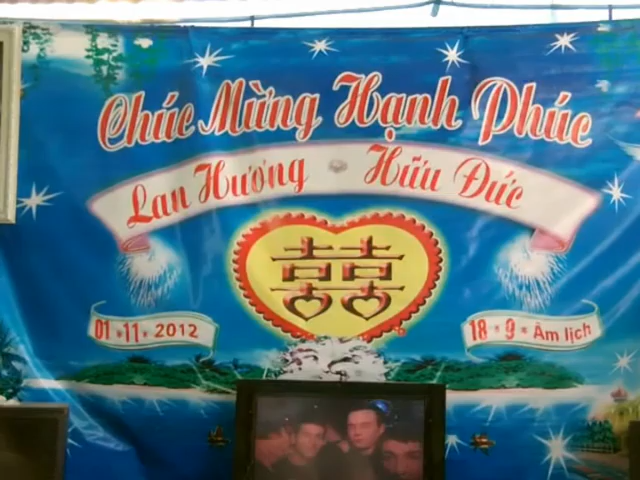 Chúc Mừng Hạnh Phúc
Lan Hương Hữu Đức
囍
01 * 11 * 2012
18 * 9 * Âm lịch